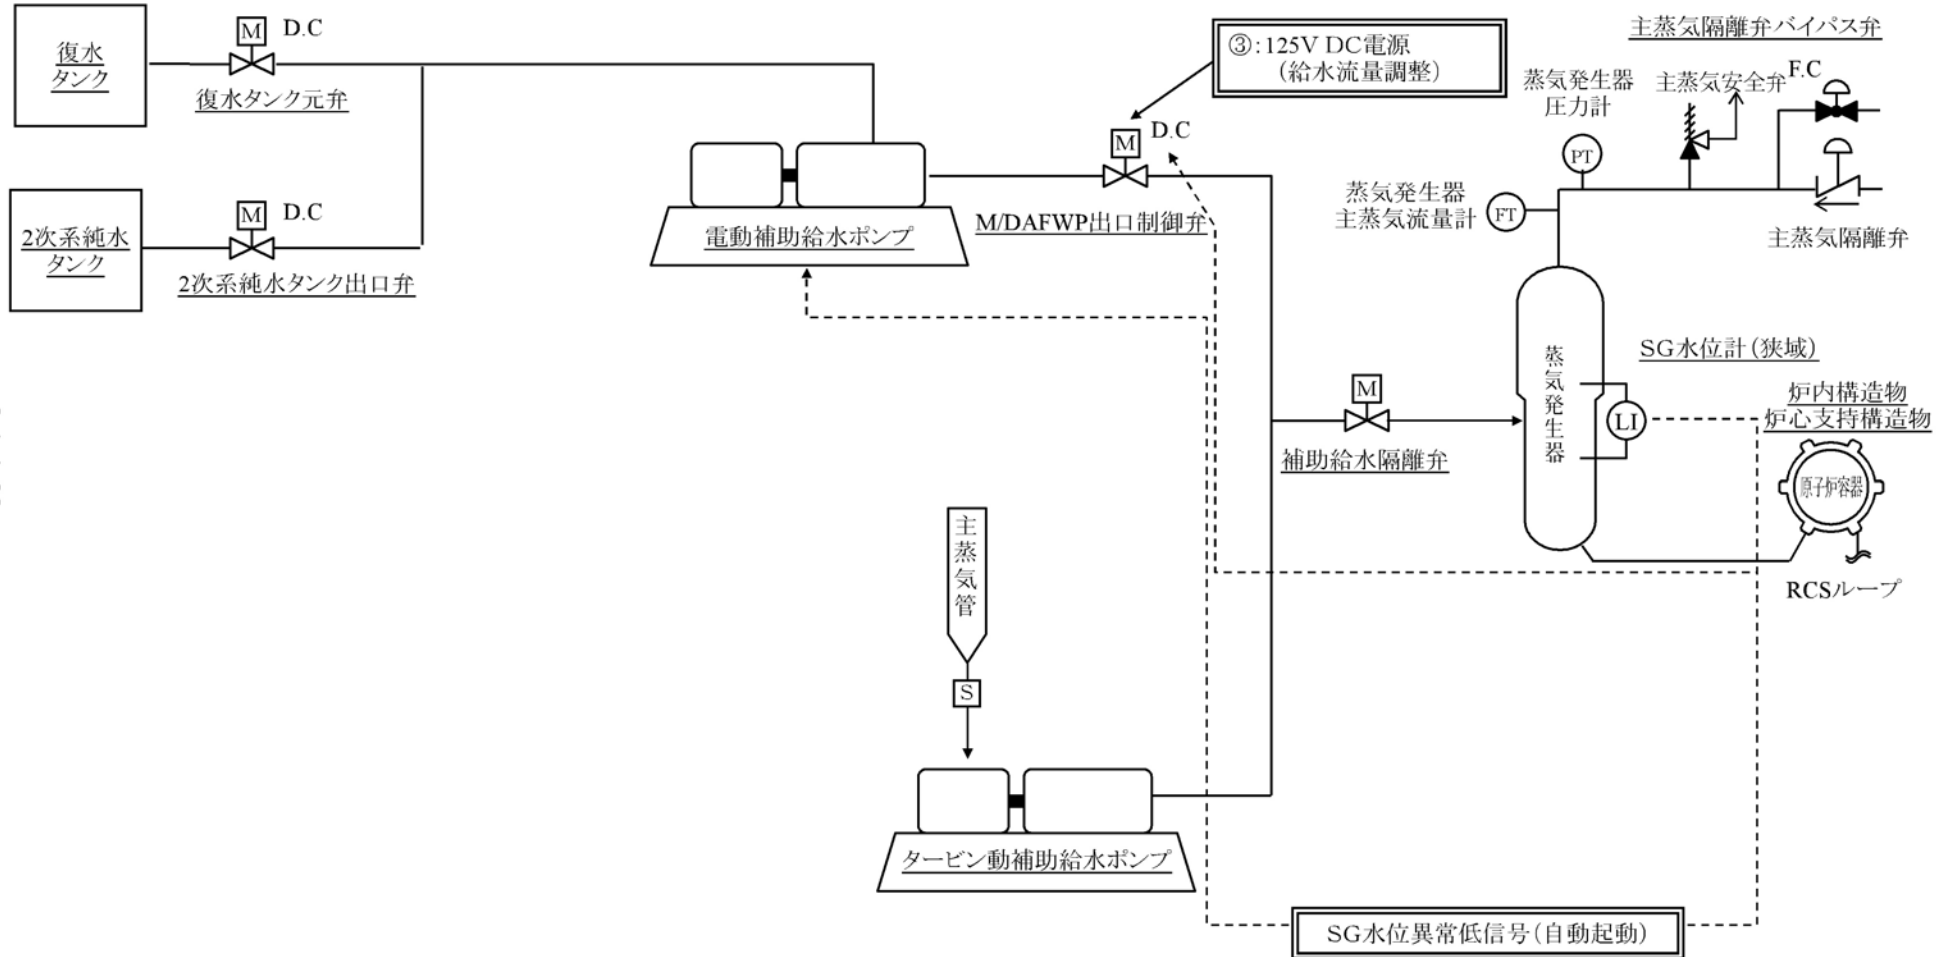 復水
タンク
M
D.C
復水タンク元弁
2次系純水
タンク
M
D.C
2次系純水タンク出口弁
③:125V DC電源
(給水流量調整)
M
D.C
M/DAFWP出口制御弁
電動補助給水ポンプ
主蒸気隔離弁バイパス弁
F.C
蒸気発生器
圧力計
主蒸気安全弁
PT
蒸気発生器
主蒸気流量計
FT
主蒸気隔離弁
蒸気発生器
SG水位計(狭域)
LI
炉内構造物
炉心支持構造物
原子炉容器
RCSループ
M
補助給水隔離弁
主蒸気管
S
タービン動補助給水ポンプ
SG水位異常低信号(自動起動)